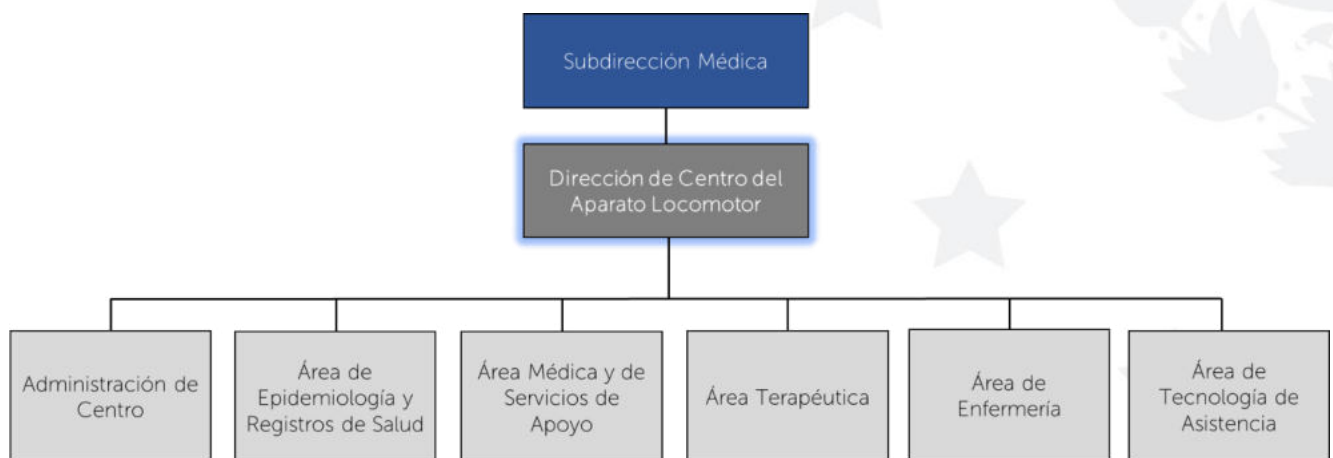 Subdirección Médica
Dirección de Centro del
Aparato Locomotor
Administración de
Centro
Área de
Epidemiología y
Registros de Salud
Área Médica y de
Servicios de
Apoyo
Área Terapéutica
Área de
Enfermería
Área de
Tecnología de
Asistencia